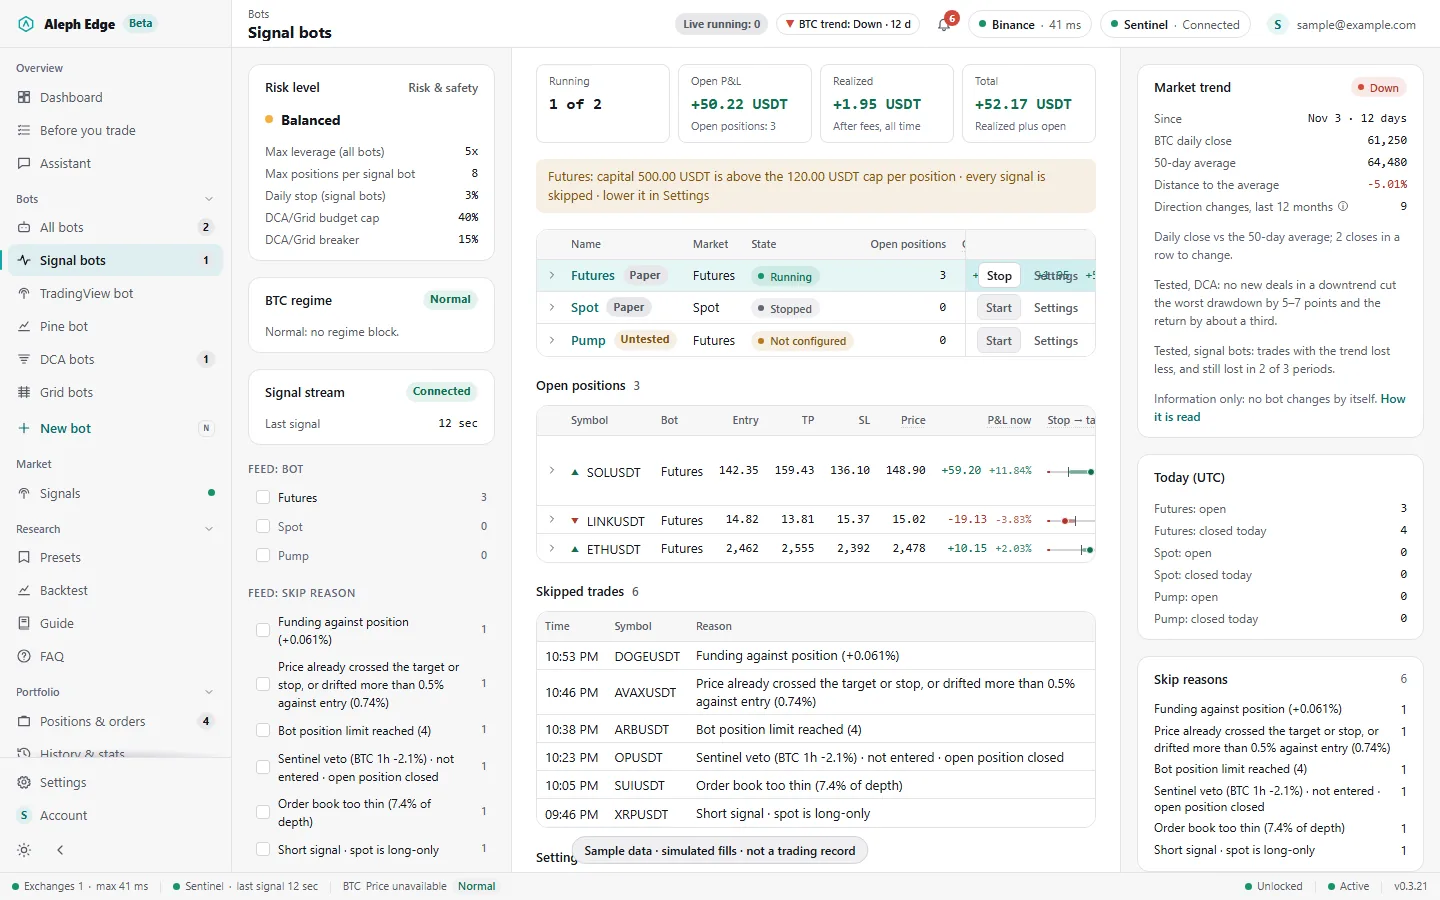 Aleph Edge Beta
Overview
Dashboard
Before you trade
Assistant
Bots
All bots 2
Signal bots 1
TradingView bot
Pine bot
DCA bots 1
Grid bots
New bot N
Market
Signals
Research
Presets
Backtest
Guide
FAQ
Portfolio
Positions & orders 4
History & stats
Settings
S Account
Bots
Signal bots
Live running: 0
BTC trend: Down · 12 d
6
Binance · 41 ms
Sentinel · Connected
S sample@example.com
Risk level Risk & safety
Balanced
Max leverage (all bots) 5x
Max positions per signal bot 8
Daily stop (signal bots) 3%
DCA/Grid budget cap 40%
DCA/Grid breaker 15%
BTC regime Normal
Normal: no regime block.
Signal stream Connected
Last signal 12 sec
FEED: BOT
Futures 3
Spot 0
Pump 0
FEED: SKIP REASON
Funding against position
(+0.061%) 1
Price already crossed the target or
stop, or drifted more than 0.5% 1
against entry (0.74%)
Bot position limit reached (4) 1
Sentinel veto (BTC 1h -2.1%) · not
entered · open position closed 1
Order book too thin (7.4% of
depth) 1
Short signal · spot is long-only 1
Running
1 of 2
Open P&L
+50.22 USDT
Open positions: 3
Realized
+1.95 USDT
After fees, all time
Total
+52.17 USDT
Realized plus open
Futures: capital 500.00 USDT is above the 120.00 USDT cap per position · every signal is
skipped · lower it in Settings
Name Market State Open positions
Futures Paper Futures Running 3 Stop Settings
Spot Paper Spot Stopped 0 Start Settings
Pump Untested Futures Not configured 0 Start Settings
Open positions 3
Symbol Bot Entry TP SL Price P&L now Stop → ta
SOLUSDT Futures 142.35 159.43 136.10 148.90 +59.20 +11.84%
LINKUSDT Futures 14.82 13.81 15.37 15.02 -19.13 -3.83%
ETHUSDT Futures 2,462 2,555 2,392 2,478 +10.15 +2.03%
Skipped trades 6
Time Symbol Reason
10:53 PM DOGEUSDT Funding against position (+0.061%)
10:46 PM AVAXUSDT Price already crossed the target or stop, or drifted more than 0.5%
against entry (0.74%)
10:38 PM ARBUSDT Bot position limit reached (4)
10:23 PM OPUSDT Sentinel veto (BTC 1h -2.1%) · not entered · open position closed
10:05 PM SUIUSDT Order book too thin (7.4% of depth)
09:46 PM XRPUSDT Short signal · spot is long-only
Setting
Sample data · simulated fills · not a trading record
Market trend Down
Since Nov 3 · 12 days
BTC daily close 61,250
50-day average 64,480
Distance to the average -5.01%
Direction changes, last 12 months 9
Daily close vs the 50-day average; 2 closes in a
row to change.
Tested, DCA: no new deals in a downtrend cut
the worst drawdown by 5–7 points and the
return by about a third.
Tested, signal bots: trades with the trend lost
less, and still lost in 2 of 3 periods.
Information only: no bot changes by itself. How
it is read
Today (UTC)
Futures: open 3
Futures: closed today 4
Spot: open 0
Spot: closed today 0
Pump: open 0
Pump: closed today 0
Skip reasons 6
Funding against position (+0.061%) 1
Price already crossed the target or stop, or 1
drifted more than 0.5% against entry (0.74%)
Bot position limit reached (4) 1
Sentinel veto (BTC 1h -2.1%) · not entered · 1
open position closed
Order book too thin (7.4% of depth) 1
Short signal · spot is long-only 1
Exchanges 1 · max 41 ms
Sentinel · last signal 12 sec
BTC Price unavailable Normal
Unlocked
Active
v0.3.21